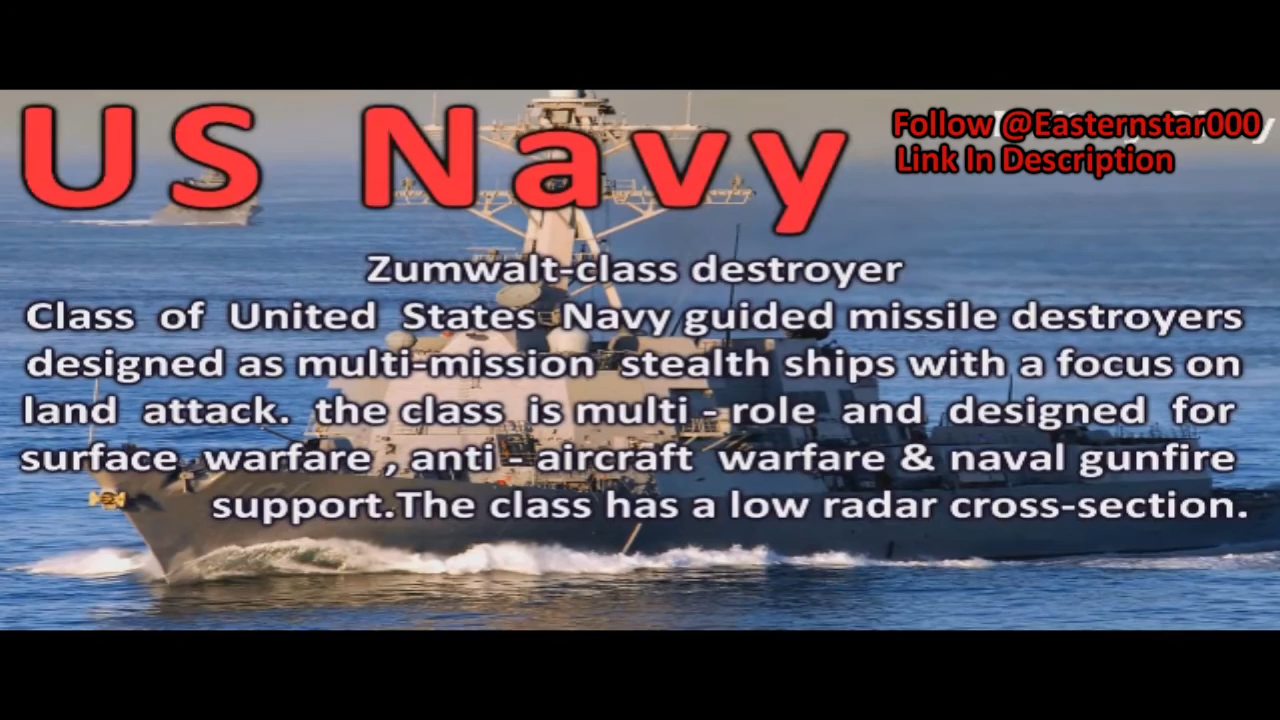 US Navy
Follow @Easternstar000
Link In Description
Zumwalt-class destroyer
Class of United States Navy guided missile destroyers
designed as multi-mission stealth ships with a focus on
land attack. the class is multi - role and designed for
surface warfare , anti - aircraft warfare & naval gunfire
support.The class has a low radar cross-section.